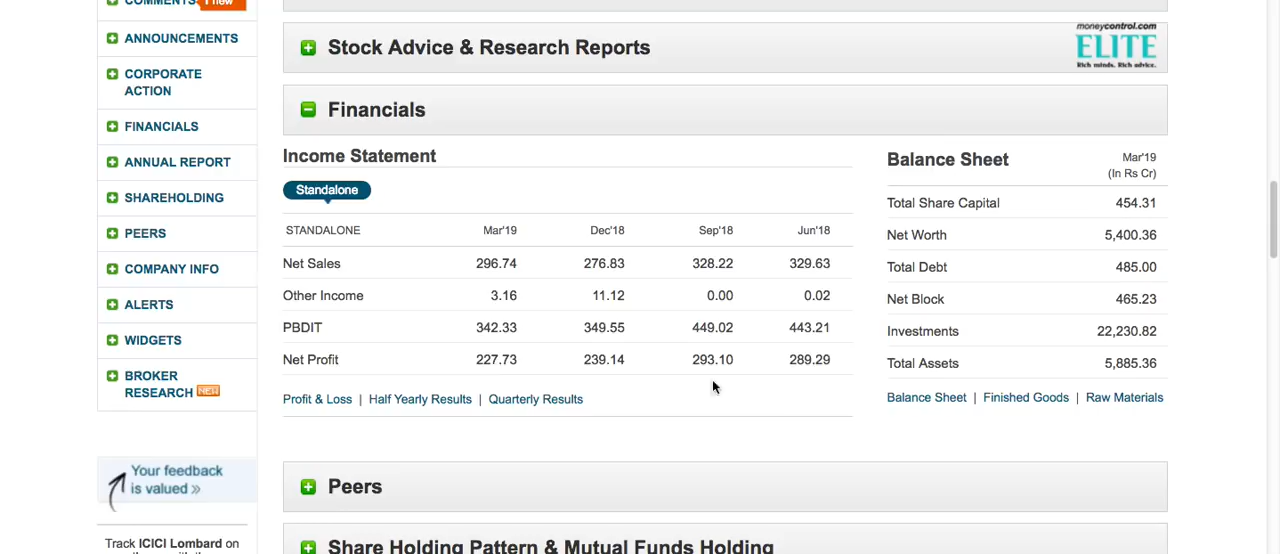 COMMENTS new
ANNOUNCEMENTS
CORPORATE
ACTION
FINANCIALS
ANNUAL REPORT
SHAREHOLDING
PEERS
COMPANY INFO
ALERTS
WIDGETS
BROKER
RESEARCH NEW
Your feedback
is valued »
Track ICICI Lombard on
Stock Advice & Research Reports
moneycontrol.com
ELITE
Rich minds. Rich advice.
Financials
Income Statement
Standalone
STANDALONE Mar'19 Dec'18 Sep'18 Jun'18
Net Sales 296.74 276.83 328.22 329.63
Other Income 3.16 11.12 0.00 0.02
PBDIT 342.33 349.55 449.02 443.21
Net Profit 227.73 239.14 293.10 289.29
Profit & Loss | Half Yearly Results | Quarterly Results
Balance Sheet Mar'19
(In Rs Cr)
Total Share Capital 454.31
Net Worth 5,400.36
Total Debt 485.00
Net Block 465.23
Investments 22,230.82
Total Assets 5,885.36
Balance Sheet | Finished Goods | Raw Materials
Peers
Share Holding Pattern & Mutual Funds Holding